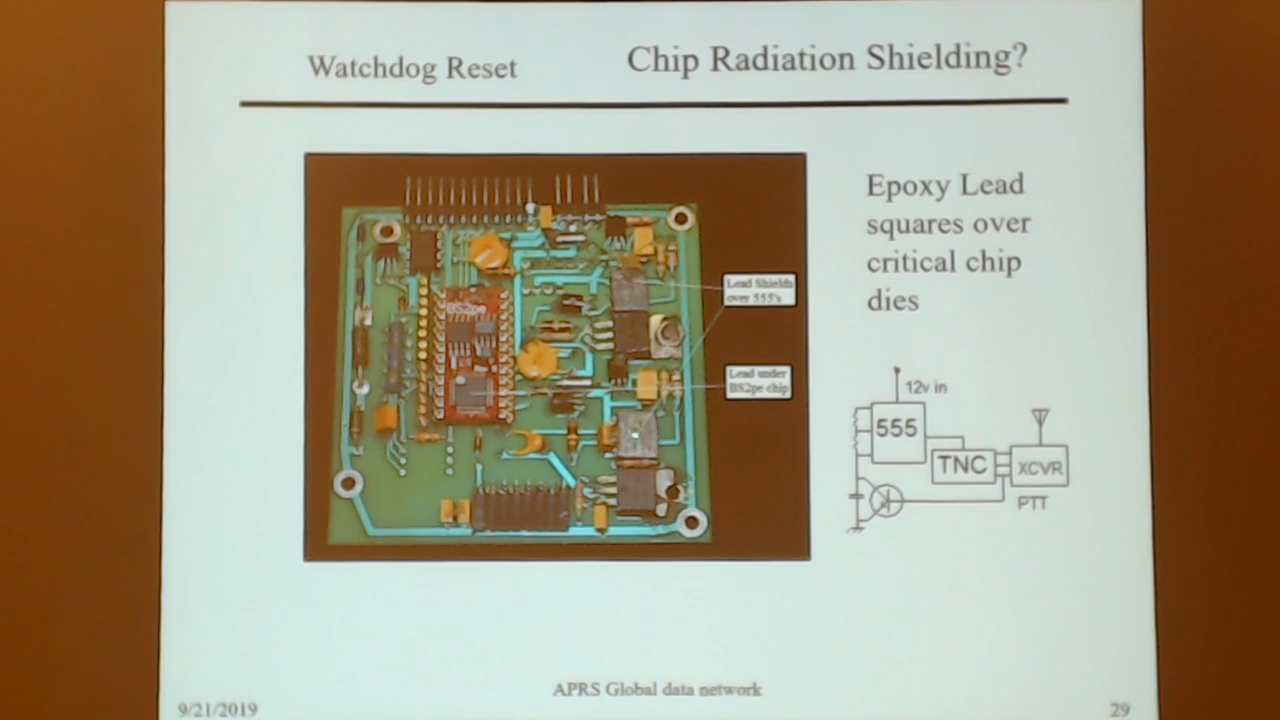 Watchdog Reset
Chip Radiation Shielding?
Epoxy Lead
squares over
critical chip
dies
Lead Shields
over 555's
Lead under
BS2pe chip
12v in
555
TNC
XCVR
PTT
APRS Global data network
9/21/2019
29